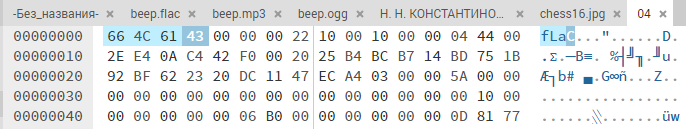 -Без_названия- beep.flac beep.mp3 beep.ogg Н. Н. КОНСТАНТИНО... chess16.jpg 04
00000000 66 4C 61 43 00 00 00 22 10 00 10 00 00 04 44 00 fLaC..."......D.
00000010 2E E4 0A C4 42 F0 00 20 25 B4 BC B7 14 BD 75 1B .Σ.─B≡. %┤╝╖.╜u.
00000020 92 BF 62 23 20 DC 11 47 EC A4 03 00 00 5A 00 00 Æ┐b# ▄.G∞ñ...Z..
00000030 00 00 00 00 00 00 00 00 00 00 00 00 00 00 10 00 ................
00000040 00 00 00 00 00 06 B0 00 00 00 00 00 00 0D 81 77 ......░.......üw